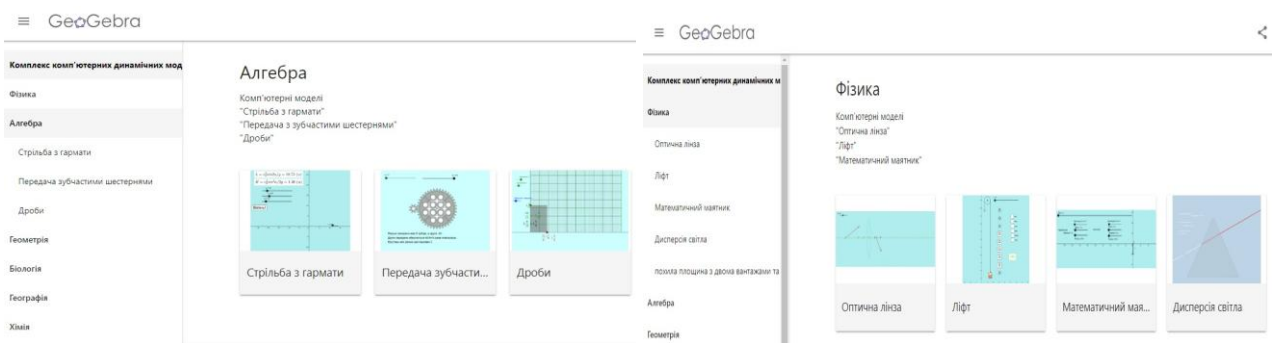 GeoGebra
Комплекс комп'ютерних динамічних мод
Фізика
Алгебра
Стрільба з гармати
Передача зубчастими шестернями
Дроби
Геометрія
Біологія
Географія
Хімія
Алгебра
Комп'ютерні моделі
"Стрільба з гармати"
"Передача з зубчастими шестернями"
"Дроби"
Стрільба з гармати
Передача зубчасти...
Дроби
GeoGebra
Комплекс комп'ютерних динамічних м
Фізика
Оптична лінза
Ліфт
Математичний маятник
Дисперсія світла
похила площина з двома вантажами та
Алгебра
Геометрія
Фізика
Комп'ютерні моделі
"Оптична лінза"
"Ліфт"
"Математичний маятник"
Оптична лінза
Ліфт
Математичний мая...
Дисперсія світла